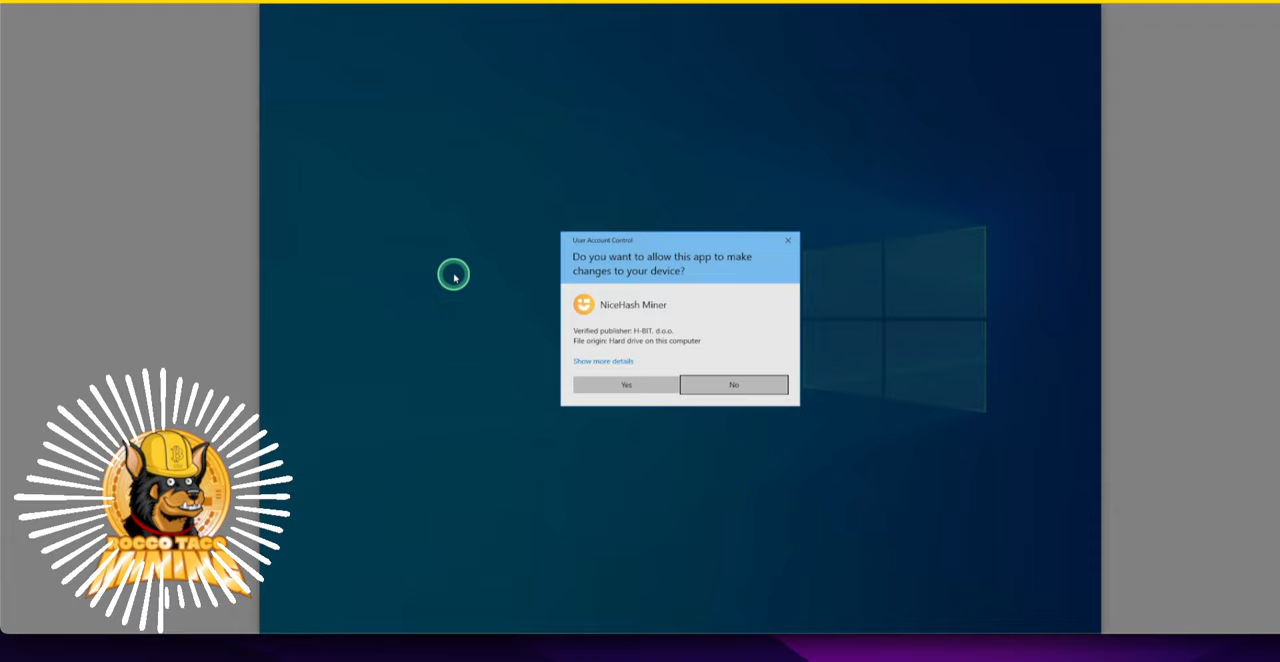 User Account Control
Do you want to allow this app to make
changes to your device?
NiceHash Miner
Verified publisher: H-BIT, d.o.o.
File origin: Hard drive on this computer
Show more details
Yes
No
ROCCO TACO
MINING